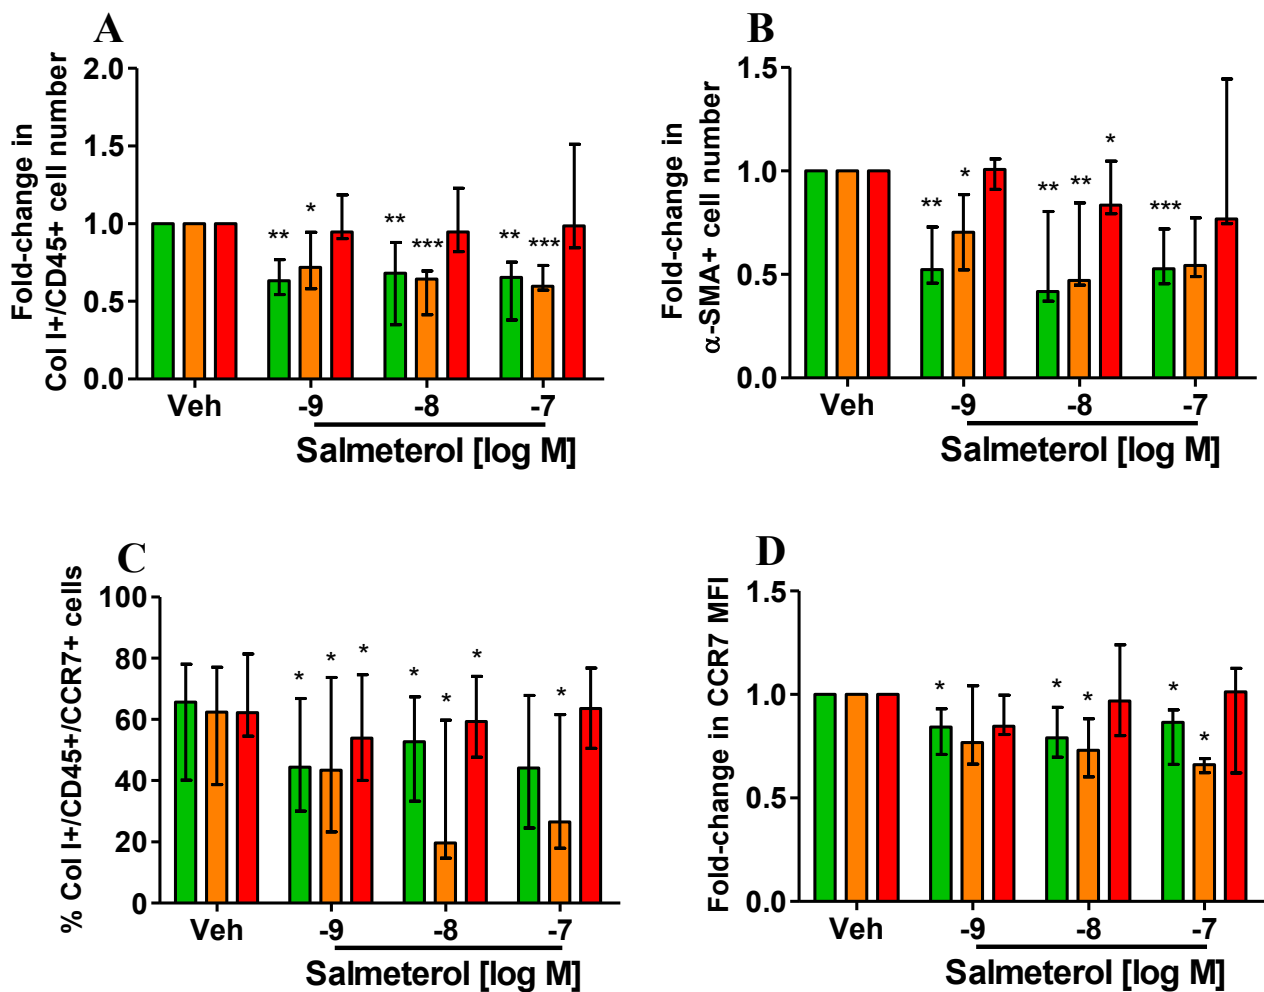 A
Fold-change in
Col I+/CD45+ cell number
2.0
1.5
1.0
0.5
0.0
** * ** *** ** ***
Veh -9 -8 -7
Salmeterol [log M]
B
Fold-change in
α-SMA+ cell number
1.5
1.0
0.5
0.0
** * ** ** * ***
Veh -9 -8 -7
Salmeterol [log M]
C
% Col I+/CD45+/CCR7+ cells
100
80
60
40
20
0
* * * * * * *
Veh -9 -8 -7
Salmeterol [log M]
D
Fold-change in CCR7 MFI
1.5
1.0
0.5
0.0
* * * * *
Veh -9 -8 -7
Salmeterol [log M]